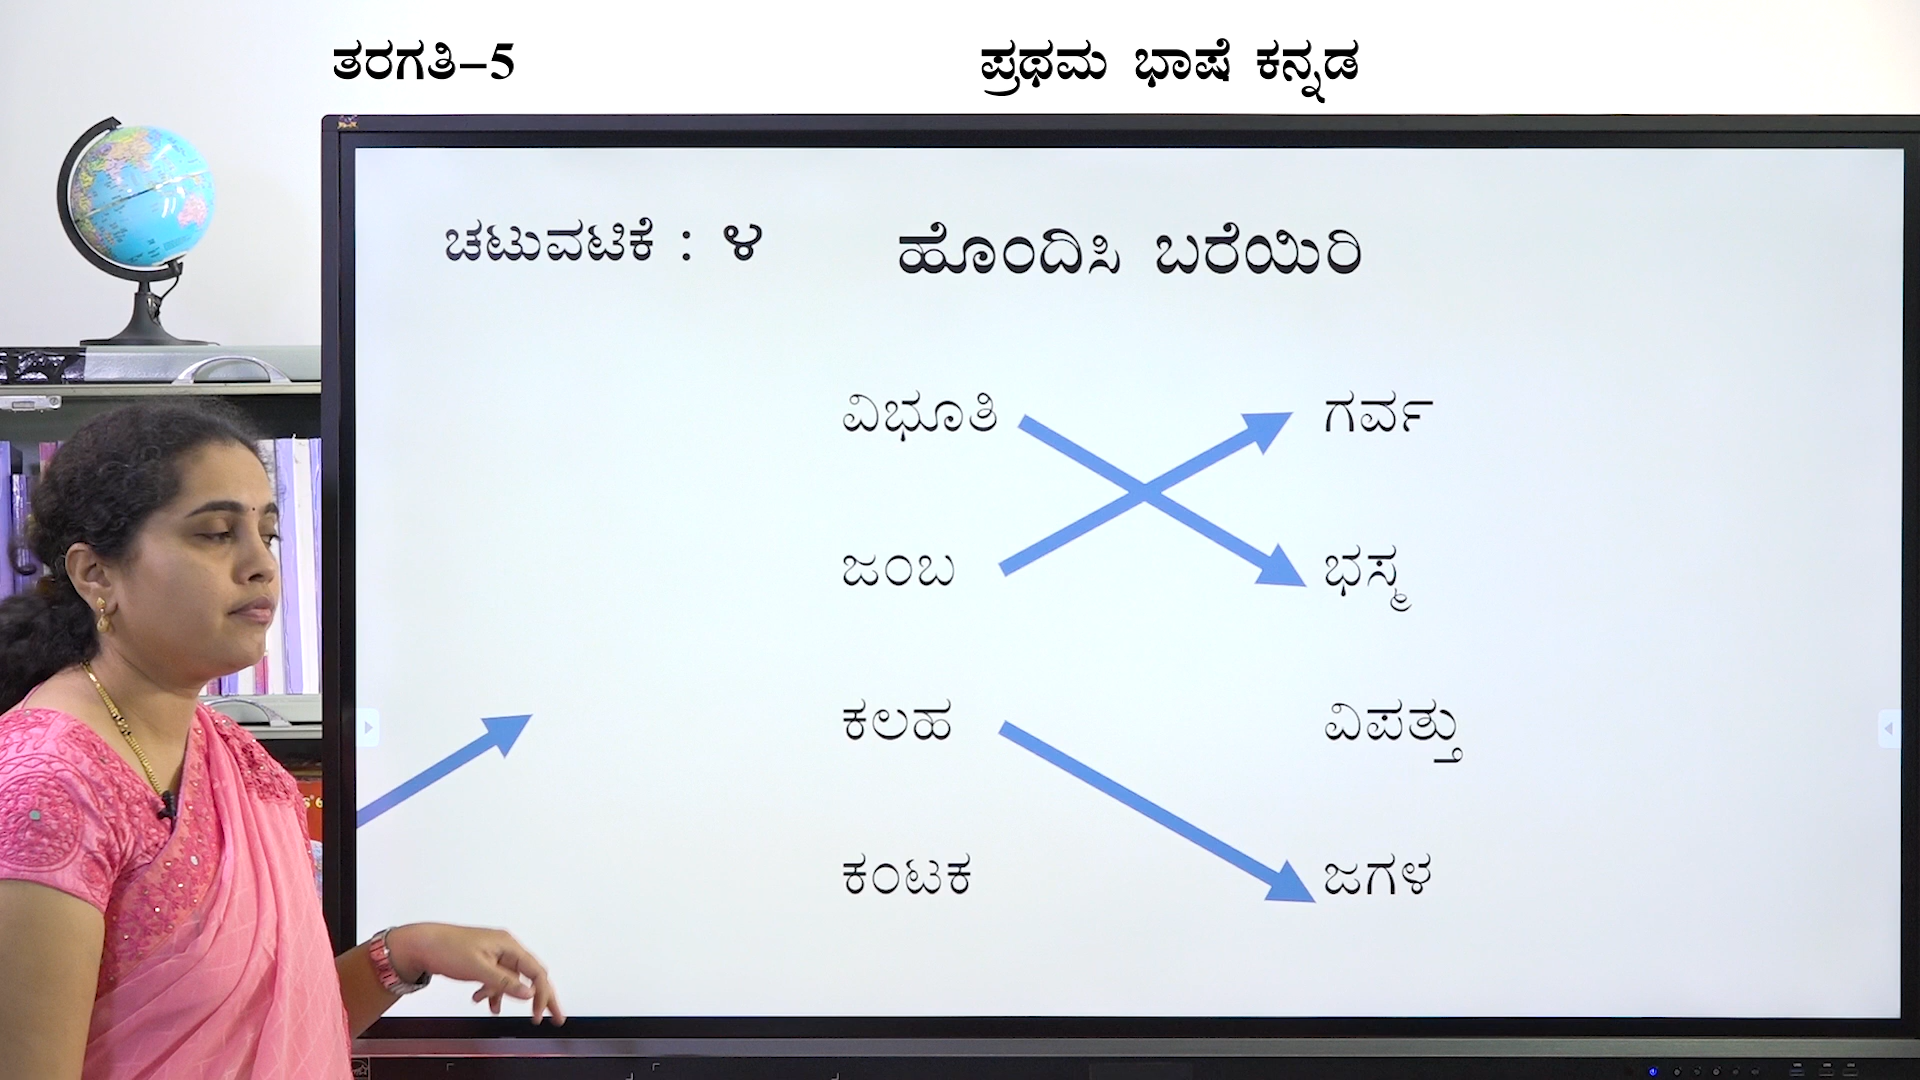 ತರಗತಿ-5 ಪ್ರಥಮ ಭಾಷೆ ಕನ್ನಡ
ಚಟುವಟಿಕೆ : ೪ ಹೊಂದಿಸಿ ಬರೆಯಿರಿ
ವಿಭೂತಿ ಗರ್ವ
ಜಂಬ ಭಸ್ಮ
ಕಲಹ ವಿಪತ್ತು
ಕಂಟಕ ಜಗಳ